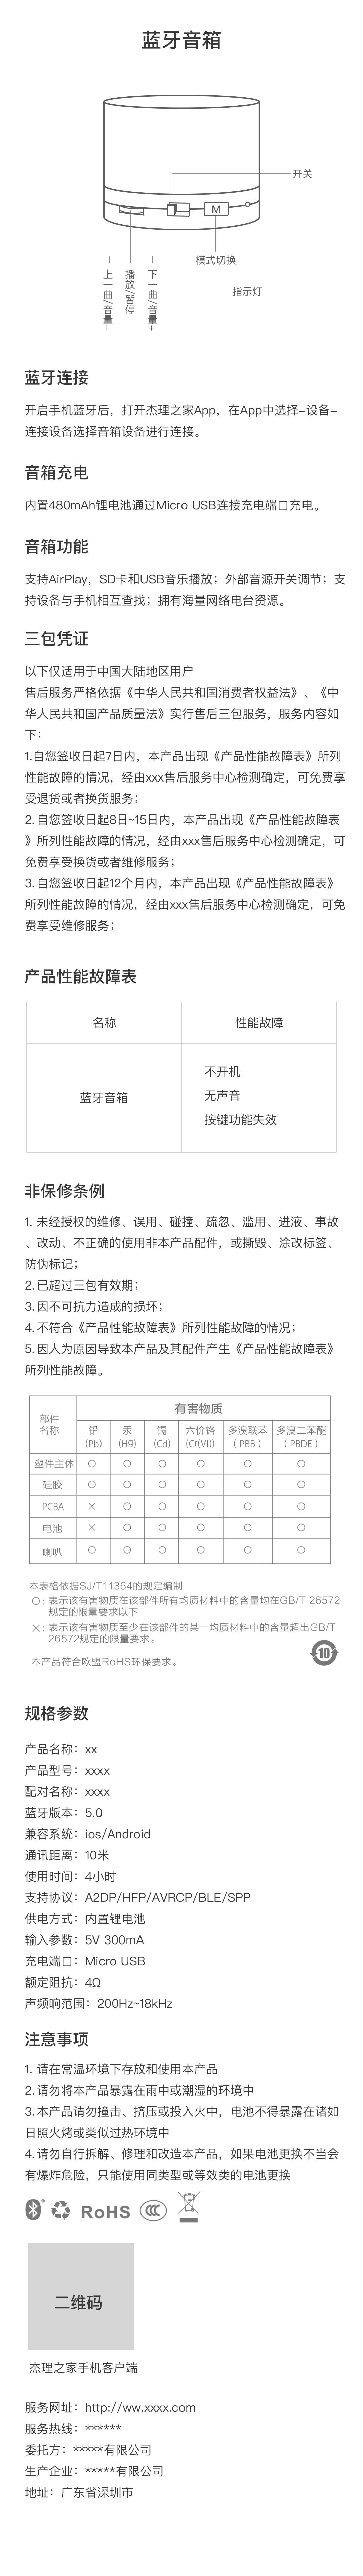 蓝牙音箱
开关
M
模式切换
指示灯
上一曲/音量-
播放/暂停
下一曲/音量+
蓝牙连接
开启手机蓝牙后，打开杰理之家App，在App中选择-设备-
连接设备选择音箱设备进行连接。
音箱充电
内置480mAh锂电池通过Micro USB连接充电端口充电。
音箱功能
支持AirPlay，SD卡和USB音乐播放；外部音源开关调节；支
持设备与手机相互查找；拥有海量网络电台资源。
三包凭证
以下仅适用于中国大陆地区用户
售后服务严格依据《中华人民共和国消费者权益法》、《中
华人民共和国产品质量法》实行售后三包服务，服务内容如
下：
1.自您签收日起7日内，本产品出现《产品性能故障表》所列
性能故障的情况，经由xxx售后服务中心检测确定，可免费享
受退货或者换货服务；
2.自您签收日起8日~15日内，本产品出现《产品性能故障表
》所列性能故障的情况，经由xxx售后服务中心检测确定，可
免费享受换货或者维修服务；
3.自您签收日起12个月内，本产品出现《产品性能故障表》
所列性能故障的情况，经由xxx售后服务中心检测确定，可免
费享受维修服务；
产品性能故障表
名称 性能故障
蓝牙音箱
不开机
无声音
按键功能失效
非保修条例
1. 未经授权的维修、误用、碰撞、疏忽、滥用、进液、事故
、改动、不正确的使用非本产品配件，或撕毁、涂改标签、
防伪标记；
2.已超过三包有效期；
3.因不可抗力造成的损坏；
4.不符合《产品性能故障表》所列性能故障的情况；
5.因人为原因导致本产品及其配件产生《产品性能故障表》
所列性能故障。
部件名称 有害物质
铅(Pb) 汞(Hg) 镉(Cd) 六价铬(Cr(VI)) 多溴联苯(PBB) 多溴二苯醚(PBDE)
塑件主体 ○ ○ ○ ○ ○ ○
硅胶 ○ ○ ○ ○ ○ ○
PCBA × ○ ○ ○ ○ ○
电池 × ○ ○ ○ ○ ○
喇叭 ○ ○ ○ ○ ○ ○
本表格依据SJ/T11364的规定编制
○：表示该有害物质在该部件所有均质材料中的含量均在GB/T 26572
规定的限量要求以下
×：表示该有害物质至少在该部件的某一均质材料中的含量超出GB/T
26572规定的限量要求。
本产品符合欧盟RoHS环保要求。
10
规格参数
产品名称：xx
产品型号：xxxx
配对名称：xxxx
蓝牙版本：5.0
兼容系统：ios/Android
通讯距离：10米
使用时间：4小时
支持协议：A2DP/HFP/AVRCP/BLE/SPP
供电方式：内置锂电池
输入参数：5V 300mA
充电端口：Micro USB
额定阻抗：4Ω
声频响范围：200Hz~18kHz
注意事项
1. 请在常温环境下存放和使用本产品
2.请勿将本产品暴露在雨中或潮湿的环境中
3.本产品请勿撞击、挤压或投入火中，电池不得暴露在诸如
日照火烤或类似过热环境中
4.请勿自行拆解、修理和改造本产品，如果电池更换不当会
有爆炸危险，只能使用同类型或等效类的电池更换
RoHS
二维码
杰理之家手机客户端
服务网址：http://ww.xxxx.com
服务热线：******
委托方：*****有限公司
生产企业：*****有限公司
地址：广东省深圳市